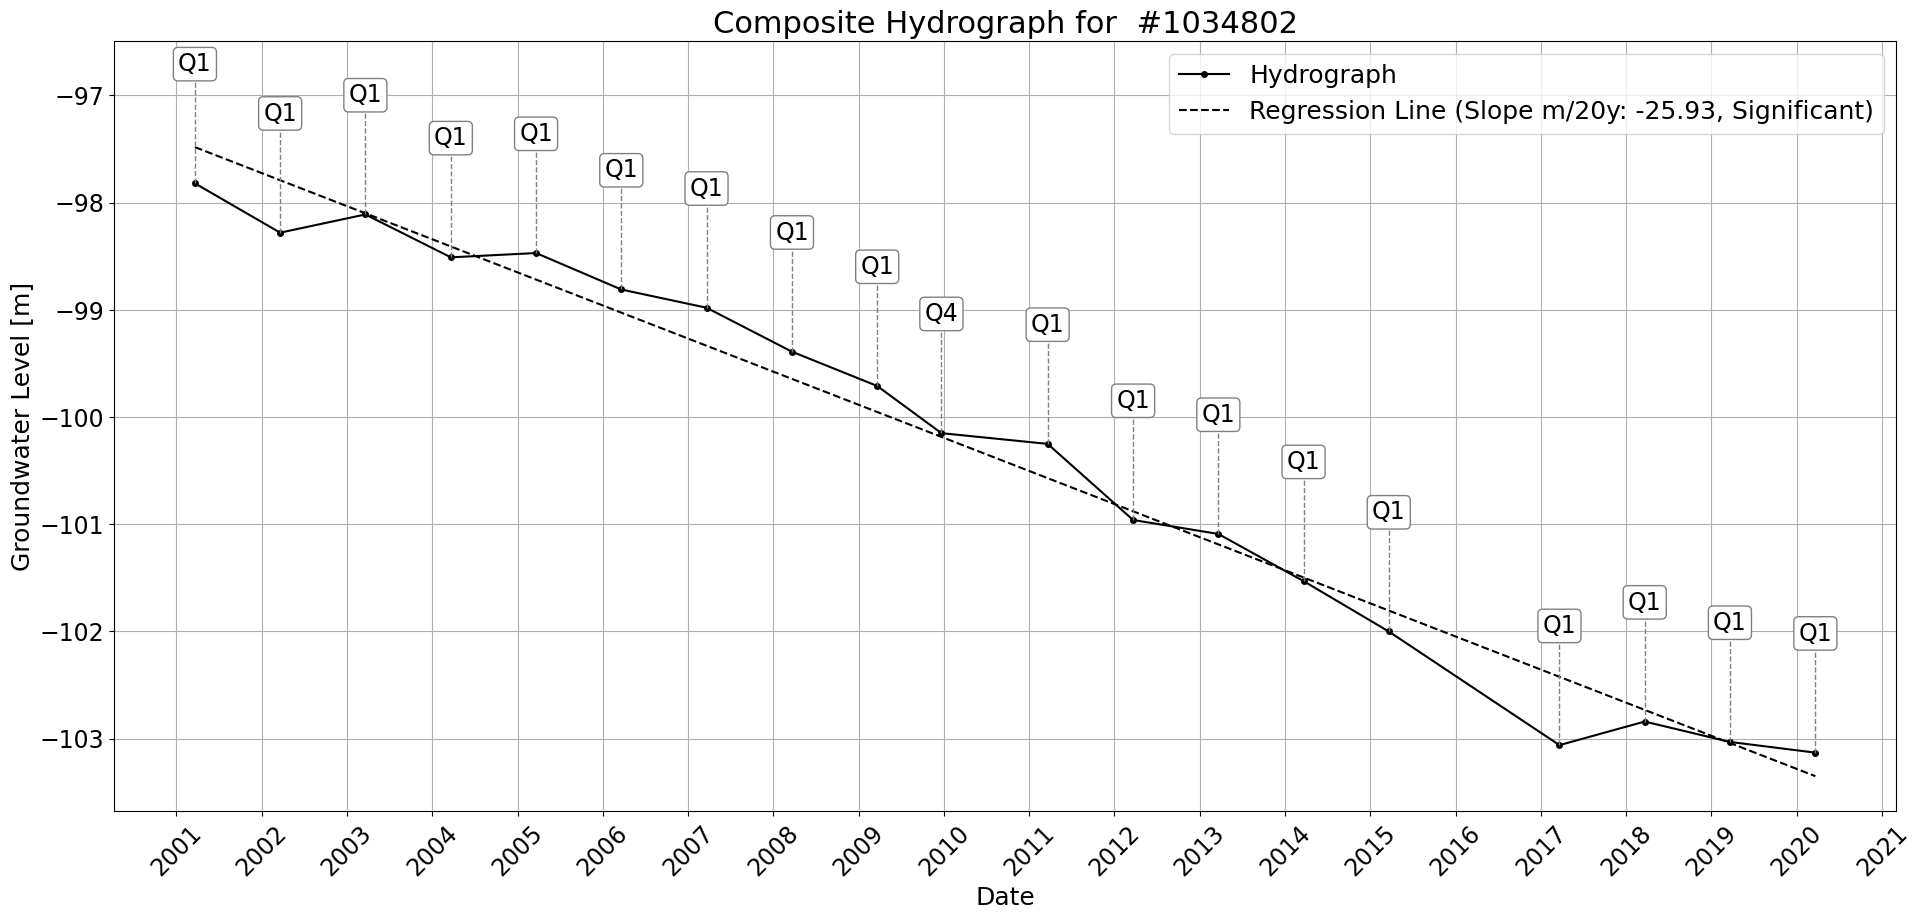 Composite Hydrograph for  #1034802
Hydrograph
Regression Line (Slope m/20y: -25.93, Significant)
Q1
Q1
Q1
Q1
Q1
Q1
Q1
Q1
Q1
Q4
Q1
Q1
Q1
Q1
Q1
Q1
Q1
Q1
Q1
Groundwater Level [m]
−97
−98
−99
−100
−101
−102
−103
2001
2002
2003
2004
2005
2006
2007
2008
2009
2010
2011
2012
2013
2014
2015
2016
2017
2018
2019
2020
2021
Date